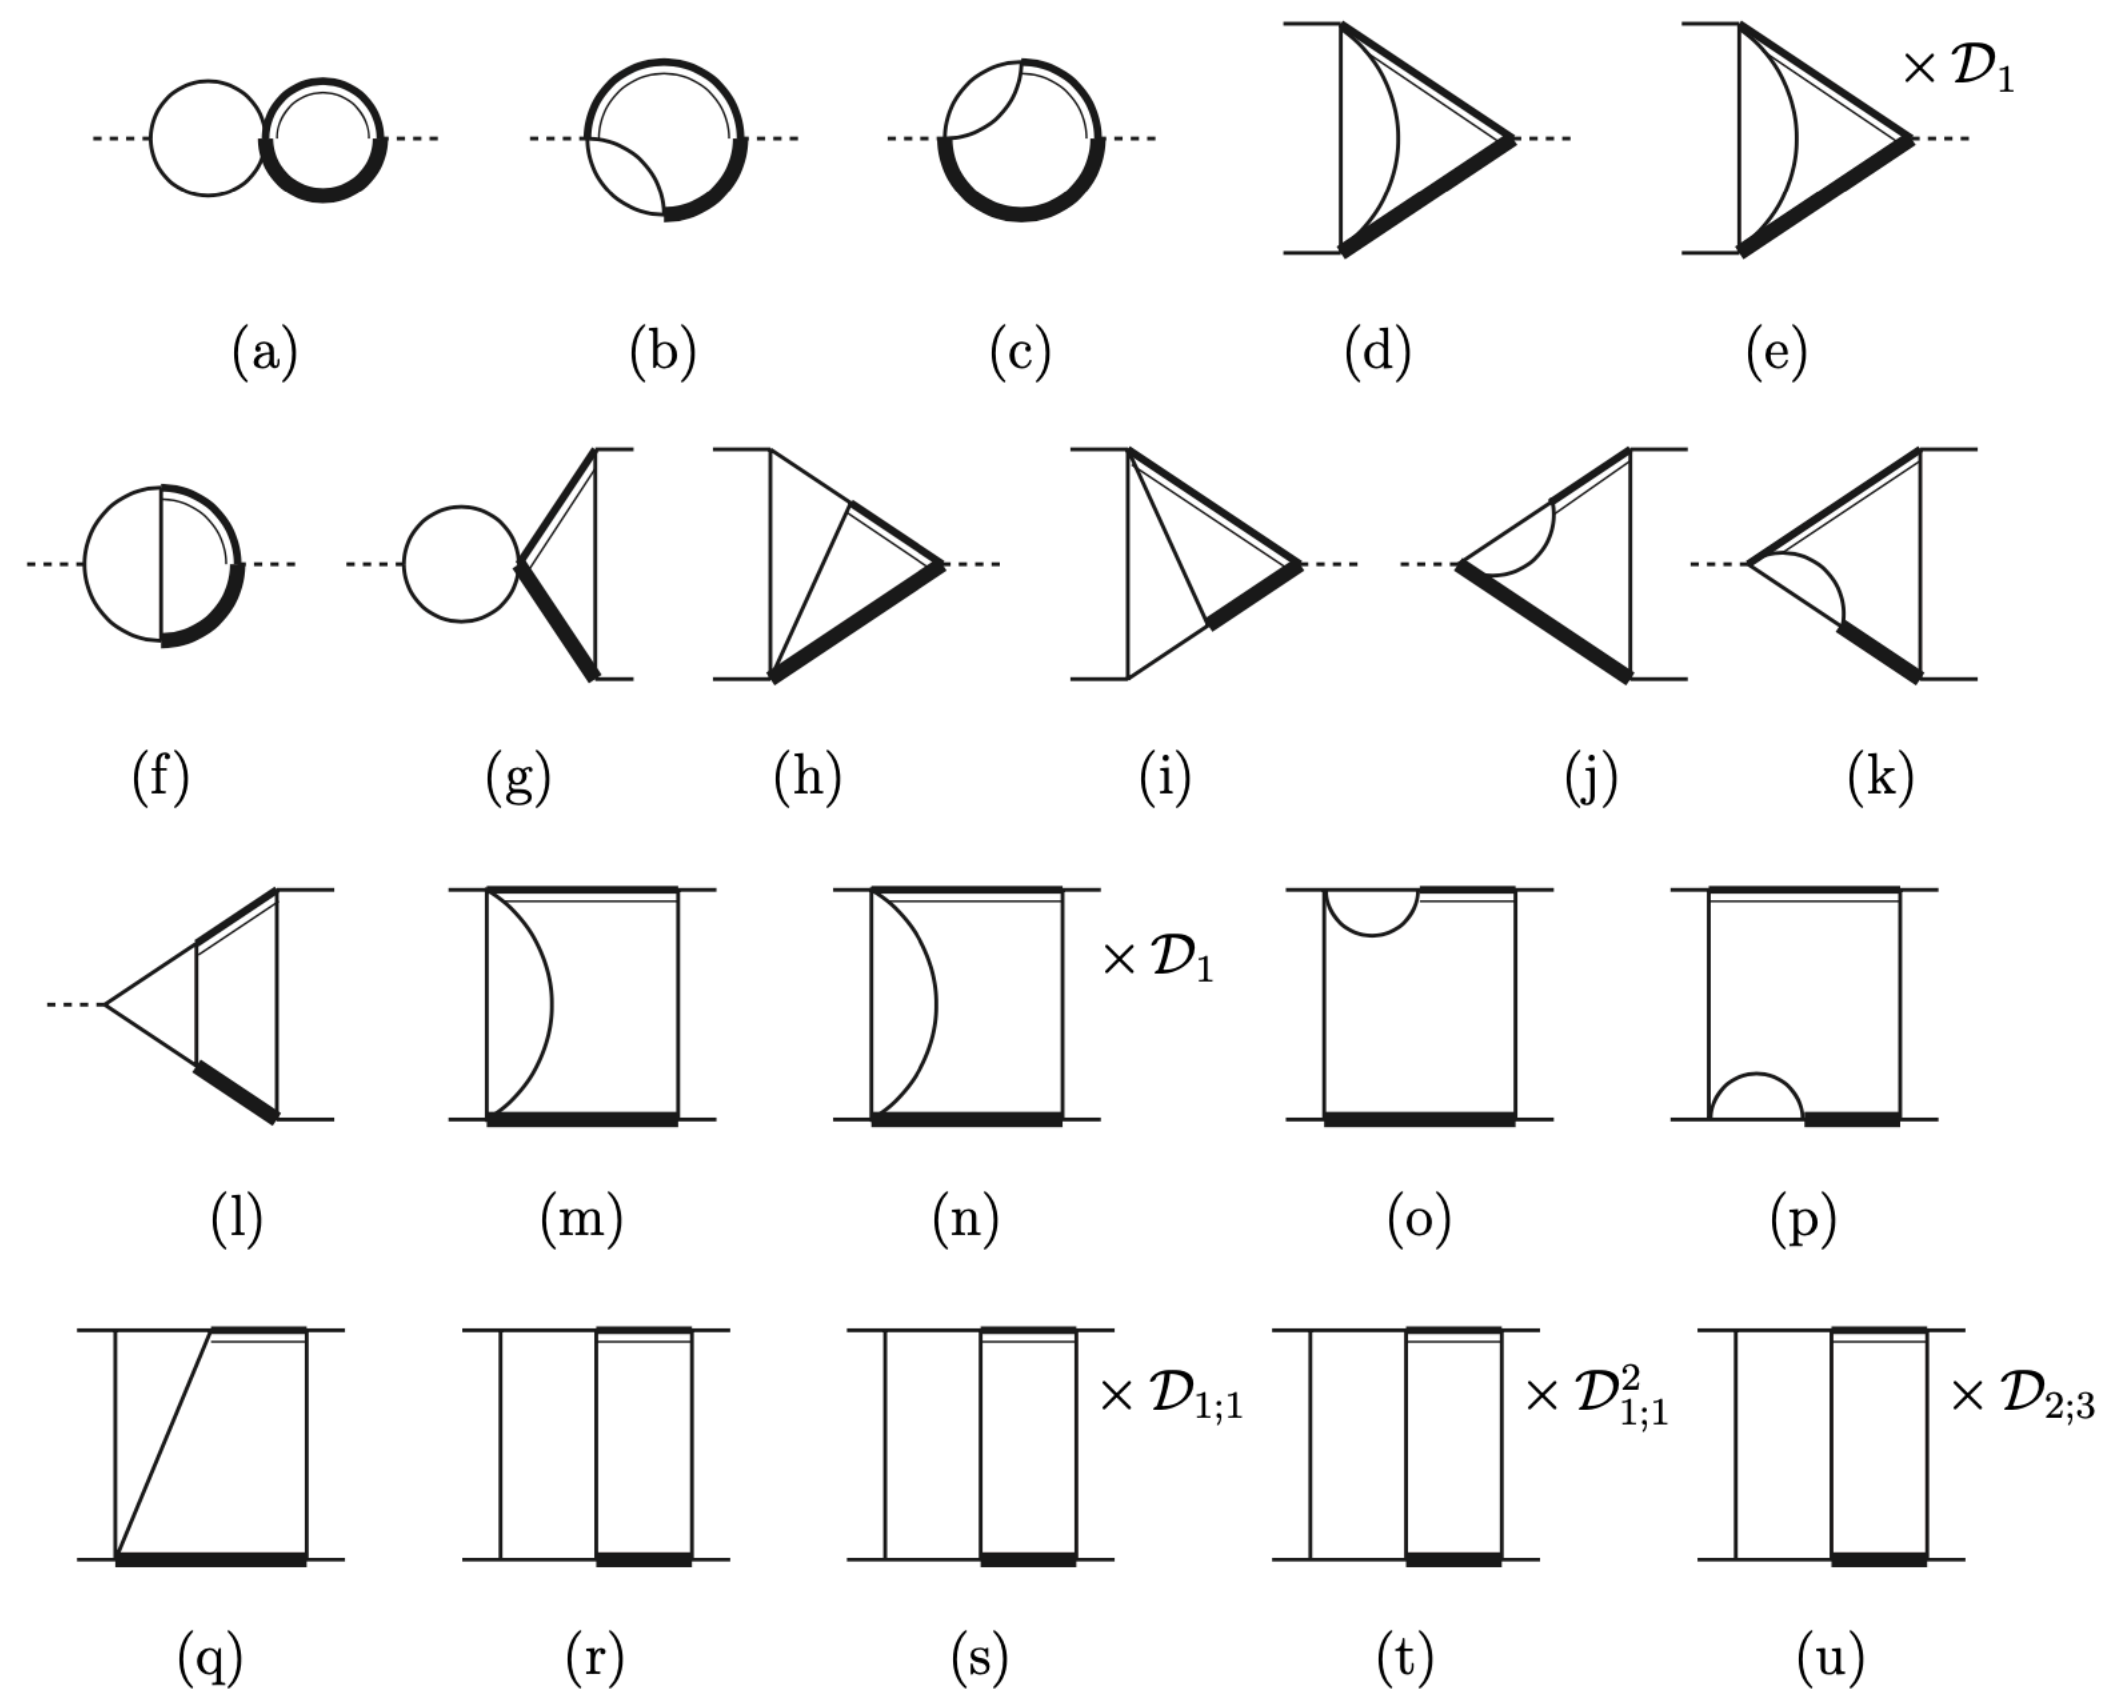 × 𝒟₁
(a) (b) (c) (d) (e)
(f) (g) (h) (i) (j) (k)
× 𝒟₁
(l) (m) (n) (o) (p)
× 𝒟₁;₁ × 𝒟²₁;₁ × 𝒟₂;₃
(q) (r) (s) (t) (u)